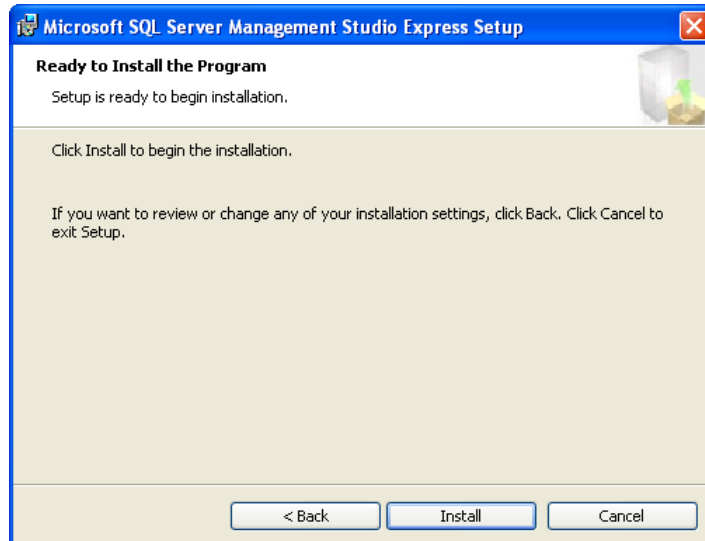 Microsoft SQL Server Management Studio Express Setup
Ready to Install the Program
Setup is ready to begin installation.
Click Install to begin the installation.
If you want to review or change any of your installation settings, click Back. Click Cancel to
exit Setup.
< Back Install Cancel